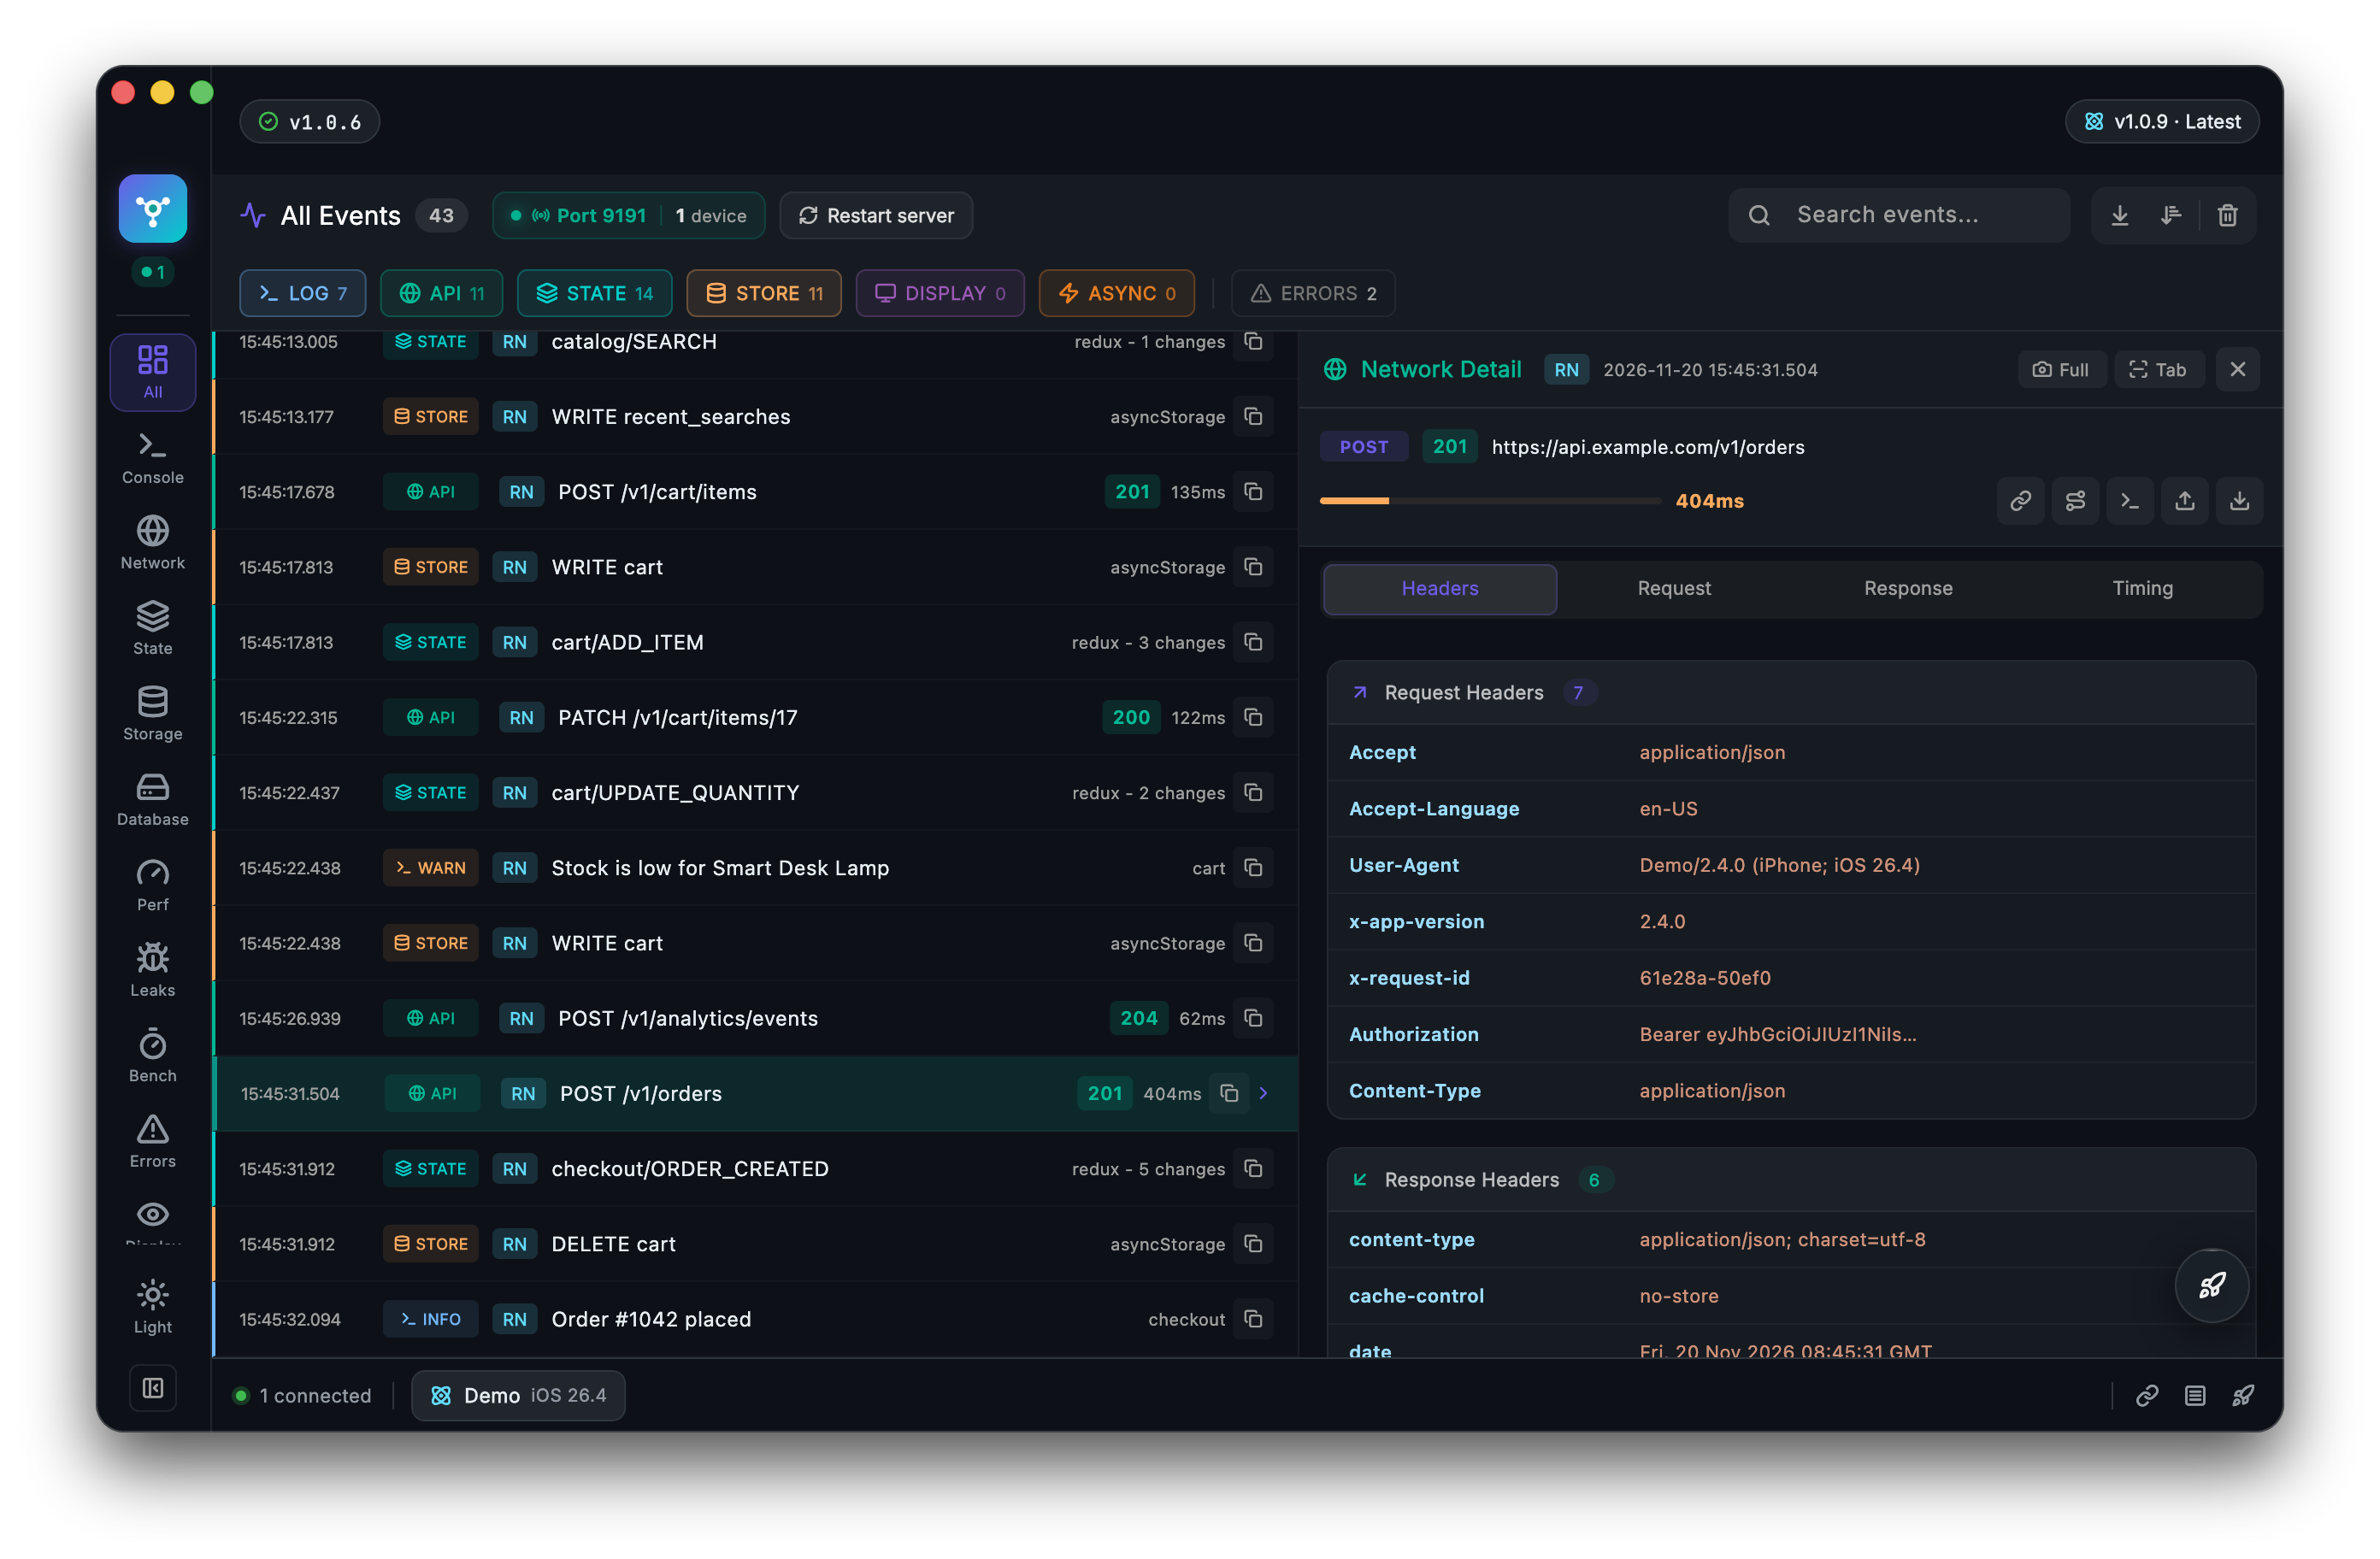 v1.0.6
v1.0.9 · Latest
1
All Events 43
Port 9191 1 device
Restart server
Search events...
LOG 7
API 11
STATE 14
STORE 11
DISPLAY 0
ASYNC 0
ERRORS 2
All
Console
Network
State
Storage
Database
Perf
Leaks
Bench
Errors
Display
Light
15:45:13.005 STATE RN catalog/SEARCH redux - 1 changes
15:45:13.177 STORE RN WRITE recent_searches asyncStorage
15:45:17.678 API RN POST /v1/cart/items 201 135ms
15:45:17.813 STORE RN WRITE cart asyncStorage
15:45:17.813 STATE RN cart/ADD_ITEM redux - 3 changes
15:45:22.315 API RN PATCH /v1/cart/items/17 200 122ms
15:45:22.437 STATE RN cart/UPDATE_QUANTITY redux - 2 changes
15:45:22.438 WARN RN Stock is low for Smart Desk Lamp cart
15:45:22.438 STORE RN WRITE cart asyncStorage
15:45:26.939 API RN POST /v1/analytics/events 204 62ms
15:45:31.504 API RN POST /v1/orders 201 404ms
15:45:31.912 STATE RN checkout/ORDER_CREATED redux - 5 changes
15:45:31.912 STORE RN DELETE cart asyncStorage
15:45:32.094 INFO RN Order #1042 placed checkout
Network Detail RN 2026-11-20 15:45:31.504
Full
Tab
POST 201 https://api.example.com/v1/orders
404ms
Headers Request Response Timing
Request Headers 7
Accept application/json
Accept-Language en-US
User-Agent Demo/2.4.0 (iPhone; iOS 26.4)
x-app-version 2.4.0
x-request-id 61e28a-50ef0
Authorization Bearer eyJhbGciOiJIUzI1NiIs...
Content-Type application/json
Response Headers 6
content-type application/json; charset=utf-8
cache-control no-store
date Fri, 20 Nov 2026 08:45:31 GMT
1 connected
Demo iOS 26.4